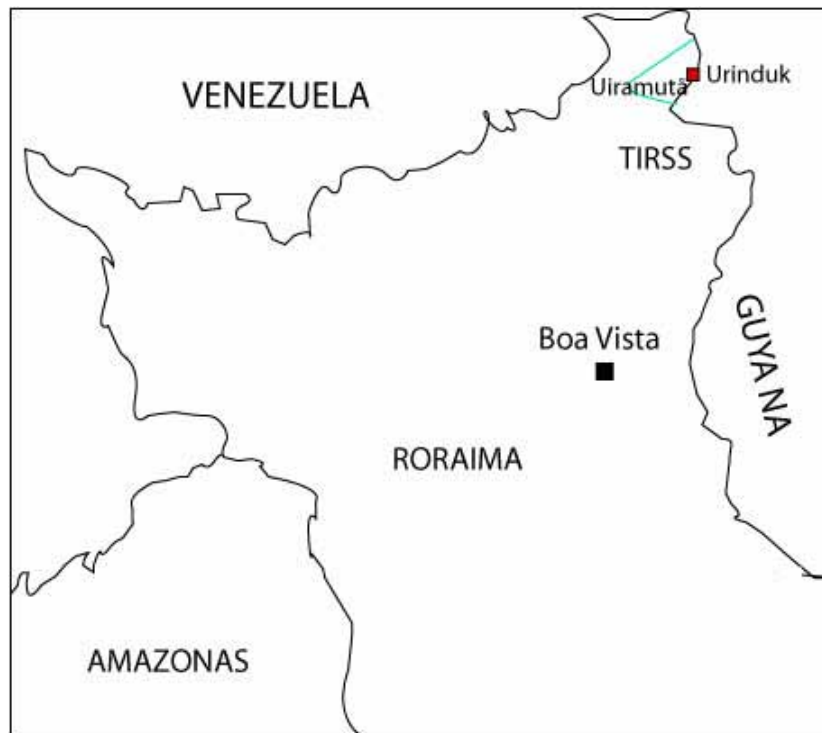 VENEZUELA
Uiramutã
Urinduk
TIRSS
Boa Vista
GUYA NA
RORAIMA
AMAZONAS